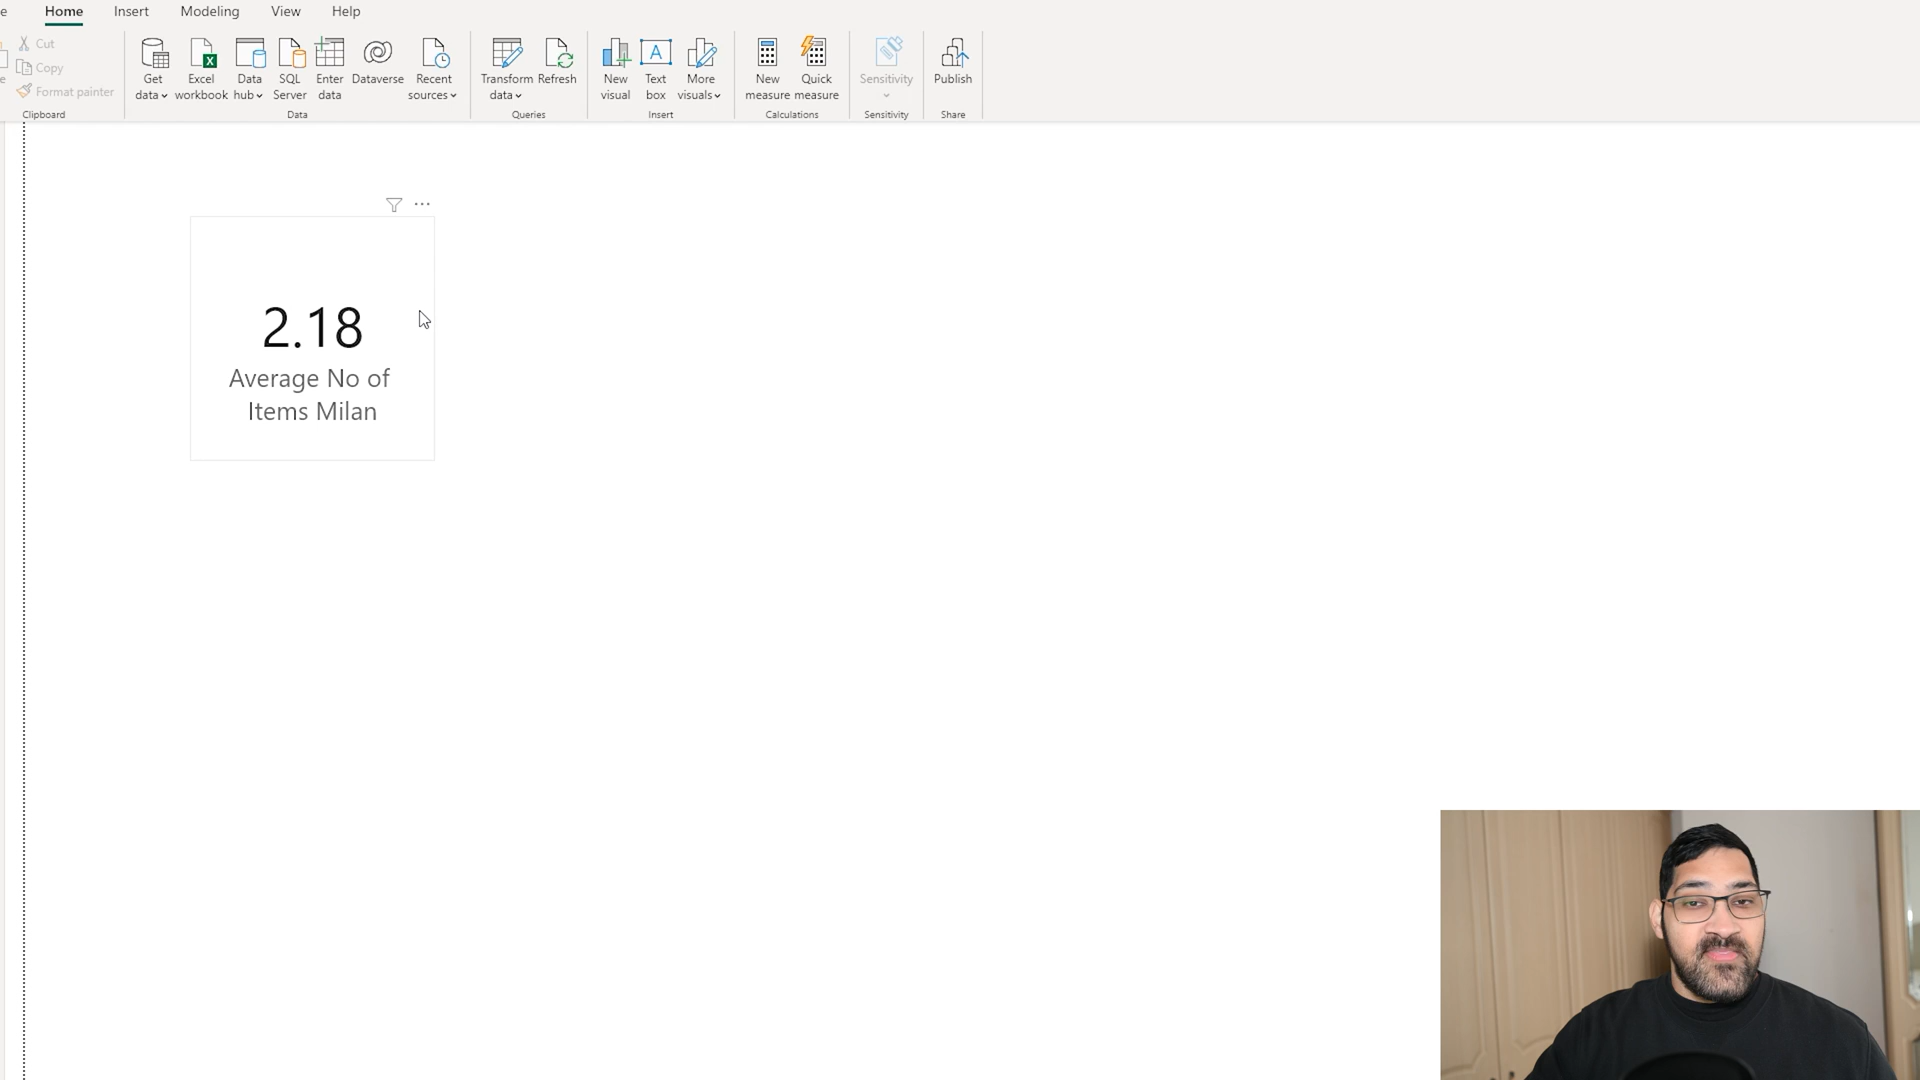 e Home Insert Modeling View Help
Cut
Copy
Format painter
Clipboard
Get data
Excel workbook
Data hub
SQL Server
Enter data
Dataverse
Recent sources
Data
Transform data
Refresh
Queries
New visual
A
Text box
More visuals
Insert
New measure
Quick measure
Calculations
Sensitivity
Sensitivity
Publish
Share
2.18
Average No of
Items Milan